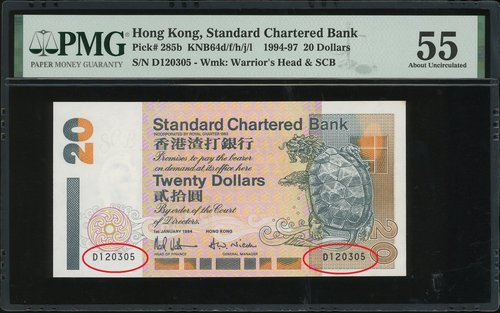 PMG
PAPER MONEY GUARANTY
Hong Kong, Standard Chartered Bank
Pick# 285b KNB64d/f/h/j/l 1994-97 20 Dollars
S/N D120305 - Wmk: Warrior's Head & SCB
55
About Uncirculated
20
Standard Chartered Bank
INCORPORATED BY ROYAL CHARTER 1853
香港渣打銀行
Promises to pay the bearer
on demand at its office here
Twenty Dollars
貳拾圓
By order of the Court
of Directors.
1st JANUARY 1994 HONG KONG
HEAD OF FINANCE
GENERAL MANAGER
D120305
D120305
20